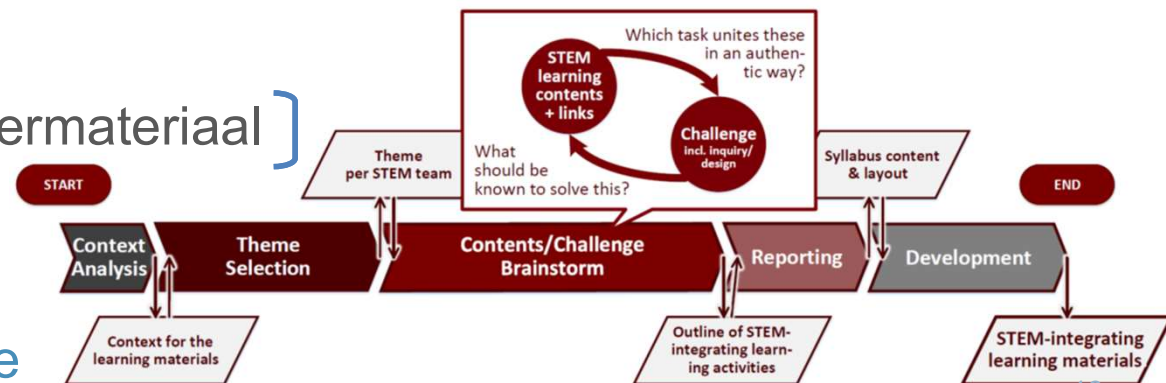 Which task unites these
in an authen-
tic way?
STEM
learning
contents
+ links
Challenge
incl. inquiry/
design
What
should be
known to solve this?
ermateriaal
START
Theme
per STEM team
Syllabus content
& layout
END
Context
Analysis
Theme
Selection
Contents/Challenge
Brainstorm
Reporting
Development
Context for the
learning materials
Outline of STEM-
integrating learn-
ing activities
STEM-integrating
learning materials
e